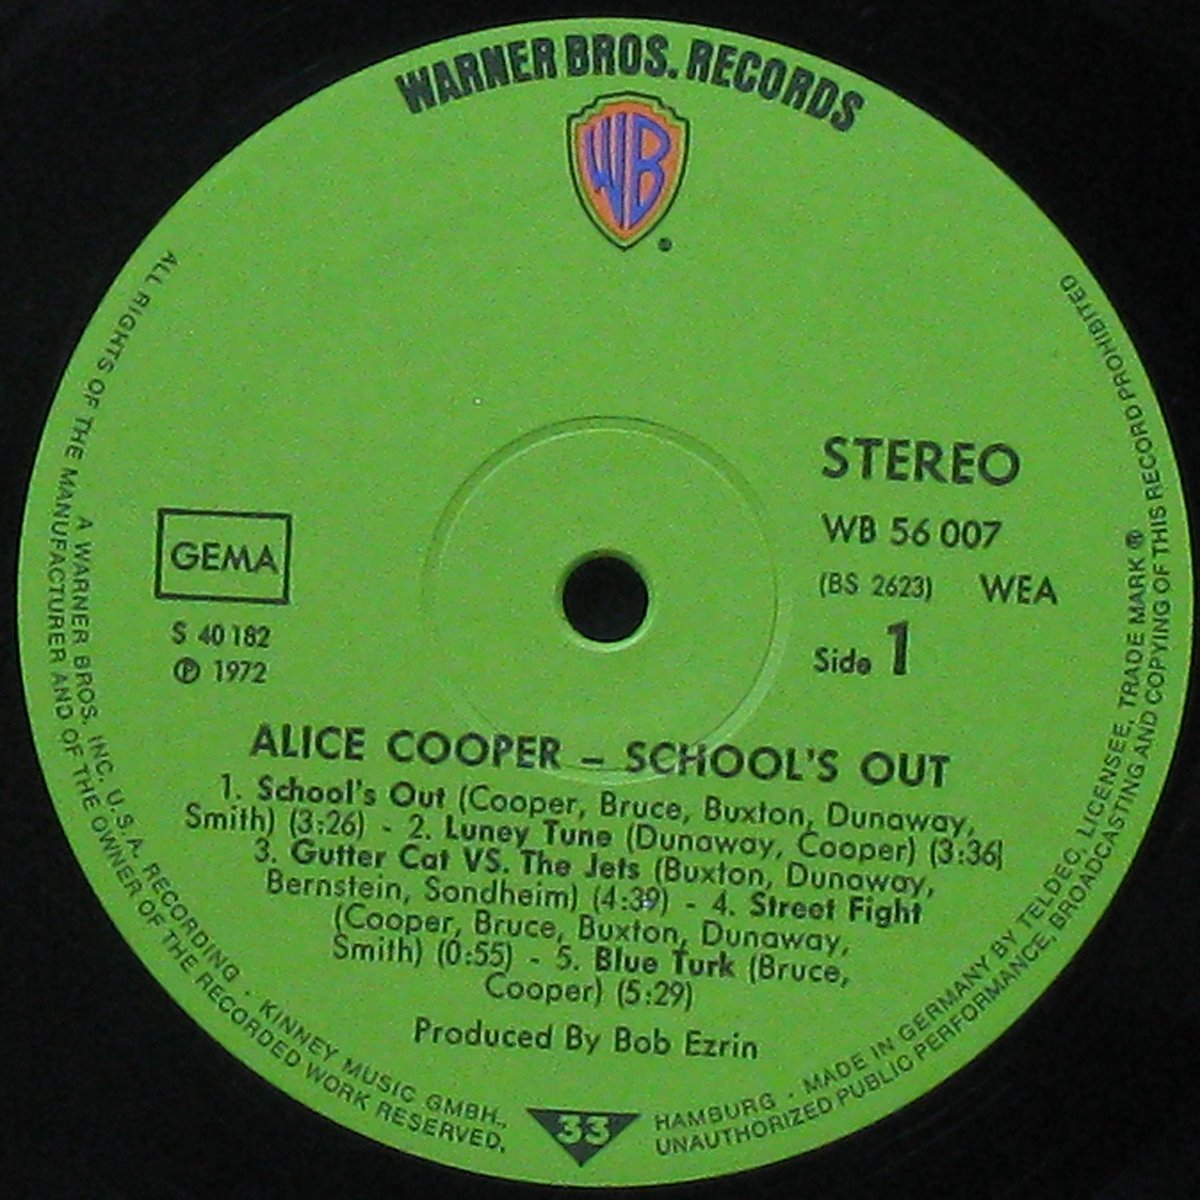 WARNER BROS. RECORDS
WB
STEREO
WB 56 007
(BS 2623) WEA
Side 1
GEMA
S 40 182
℗ 1972
ALICE COOPER – SCHOOL'S OUT
1. School's Out (Cooper, Bruce, Buxton, Dunaway,
Smith) (3:26) - 2. Luney Tune (Dunaway, Cooper) (3:36)
3. Gutter Cat VS. The Jets (Buxton, Dunaway,
Bernstein, Sondheim) (4:39) - 4. Street Fight
(Cooper, Bruce, Buxton, Dunaway,
Smith) (0:55) - 5. Blue Turk (Bruce,
Cooper) (5:29)
Produced By Bob Ezrin
33
A WARNER BROS. INC. U.S.A. RECORDING · KINNEY MUSIC GMBH., HAMBURG · MADE IN GERMANY BY TELDEC, LICENSEE, TRADE MARK ®
ALL RIGHTS OF THE MANUFACTURER AND OF THE OWNER OF THE RECORDED WORK RESERVED. UNAUTHORIZED PUBLIC PERFORMANCE, BROADCASTING AND COPYING OF THIS RECORD PROHIBITED